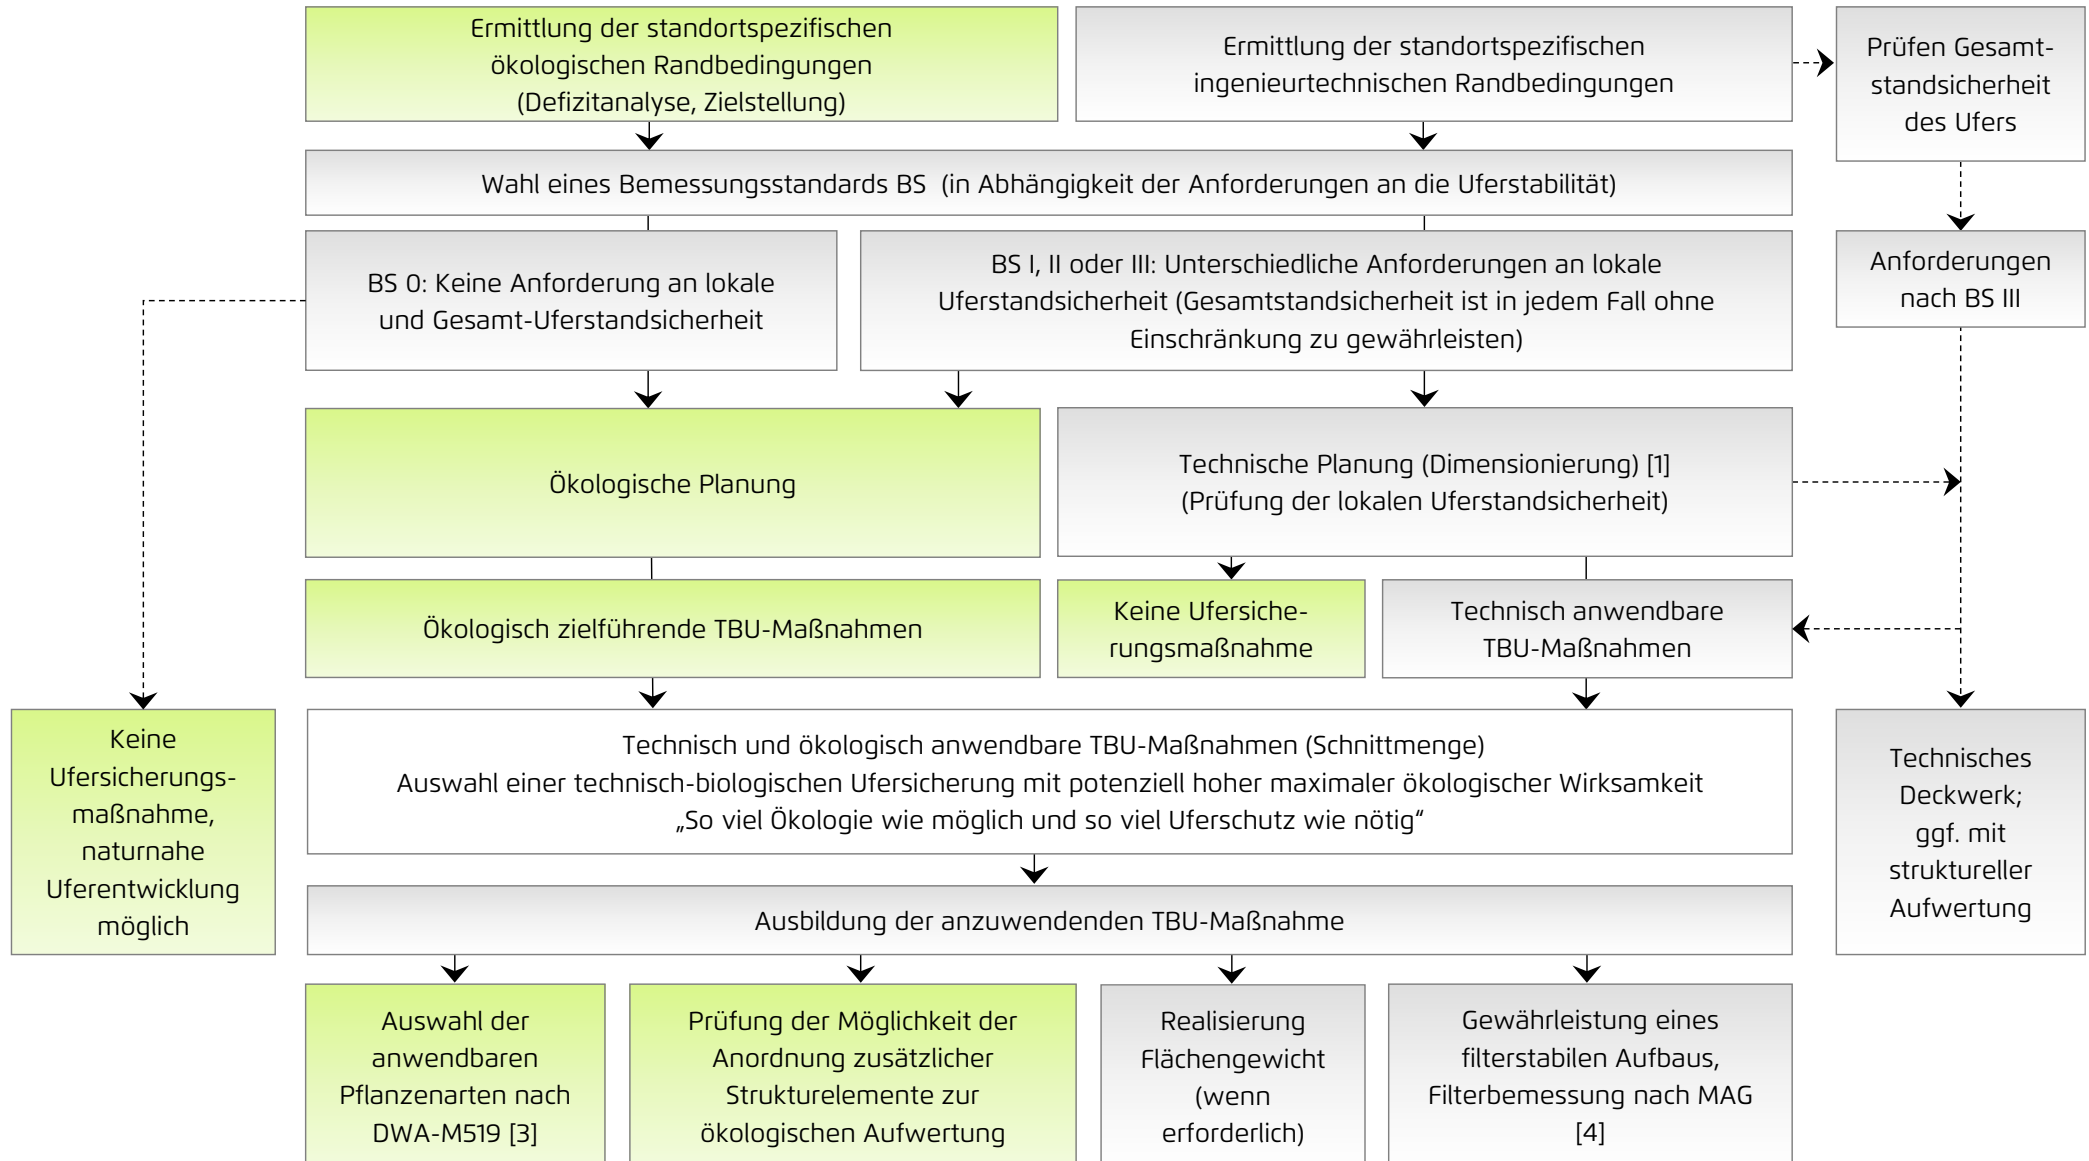 Ermittlung der standortspezifischen
ökologischen Randbedingungen
(Defizitanalyse, Zielstellung)
Ermittlung der standortspezifischen
ingenieurtechnischen Randbedingungen
Prüfen Gesamt-
standsicherheit
des Ufers
Wahl eines Bemessungsstandards BS (in Abhängigkeit der Anforderungen an die Uferstabilität)
BS 0: Keine Anforderung an lokale
und Gesamt-Uferstandsicherheit
BS I, II oder III: Unterschiedliche Anforderungen an lokale
Uferstandsicherheit (Gesamtstandsicherheit ist in jedem Fall ohne
Einschränkung zu gewährleisten)
Anforderungen
nach BS III
Ökologische Planung
Technische Planung (Dimensionierung) [1]
(Prüfung der lokalen Uferstandsicherheit)
Ökologisch zielführende TBU-Maßnahmen
Keine Ufersiche-
rungsmaßnahme
Technisch anwendbare
TBU-Maßnahmen
Keine
Ufersicherungs-
maßnahme,
naturnahe
Uferentwicklung
möglich
Technisch und ökologisch anwendbare TBU-Maßnahmen (Schnittmenge)
Auswahl einer technisch-biologischen Ufersicherung mit potenziell hoher maximaler ökologischer Wirksamkeit
„So viel Ökologie wie möglich und so viel Uferschutz wie nötig“
Technisches
Deckwerk;
ggf. mit
struktureller
Aufwertung
Ausbildung der anzuwendenden TBU-Maßnahme
Auswahl der
anwendbaren
Pflanzenarten nach
DWA-M519 [3]
Prüfung der Möglichkeit der
Anordnung zusätzlicher
Strukturelemente zur
ökologischen Aufwertung
Realisierung
Flächengewicht
(wenn
erforderlich)
Gewährleistung eines
filterstabilen Aufbaus,
Filterbemessung nach MAG
[4]